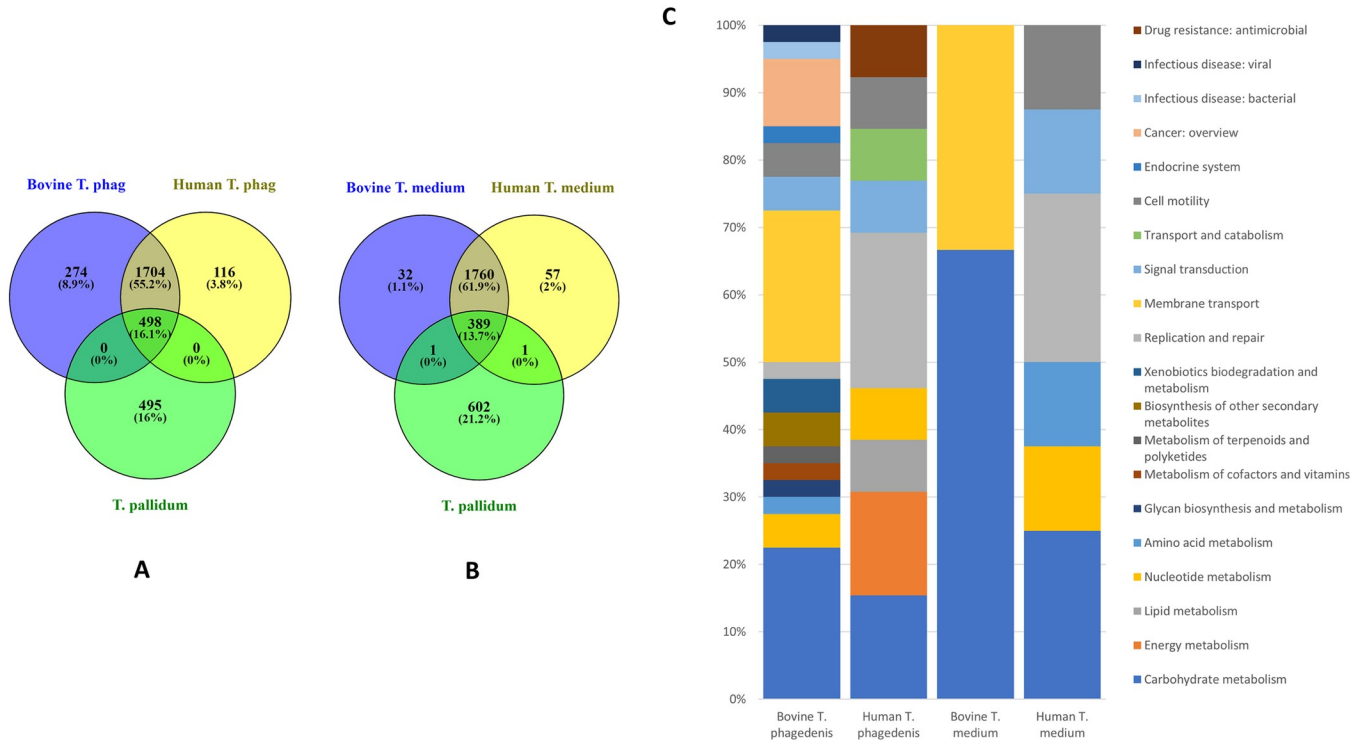 Bovine T. phag
Human T. phag
274
(8.9%)
1704
(55.2%)
116
(3.8%)
498
(16.1%)
0
(0%)
0
(0%)
495
(16%)
T. pallidum
A
Bovine T. medium
Human T. medium
32
(1.1%)
1760
(61.9%)
57
(2%)
389
(13.7%)
1
(0%)
1
(0%)
602
(21.2%)
T. pallidum
B
C
100%
90%
80%
70%
60%
50%
40%
30%
20%
10%
0%
Bovine T.
phagedenis
Human T.
phagedenis
Bovine T.
medium
Human T.
medium
Drug resistance: antimicrobial
Infectious disease: viral
Infectious disease: bacterial
Cancer: overview
Endocrine system
Cell motility
Transport and catabolism
Signal transduction
Membrane transport
Replication and repair
Xenobiotics biodegradation and
metabolism
Biosynthesis of other secondary
metabolites
Metabolism of terpenoids and
polyketides
Metabolism of cofactors and vitamins
Glycan biosynthesis and metabolism
Amino acid metabolism
Nucleotide metabolism
Lipid metabolism
Energy metabolism
Carbohydrate metabolism